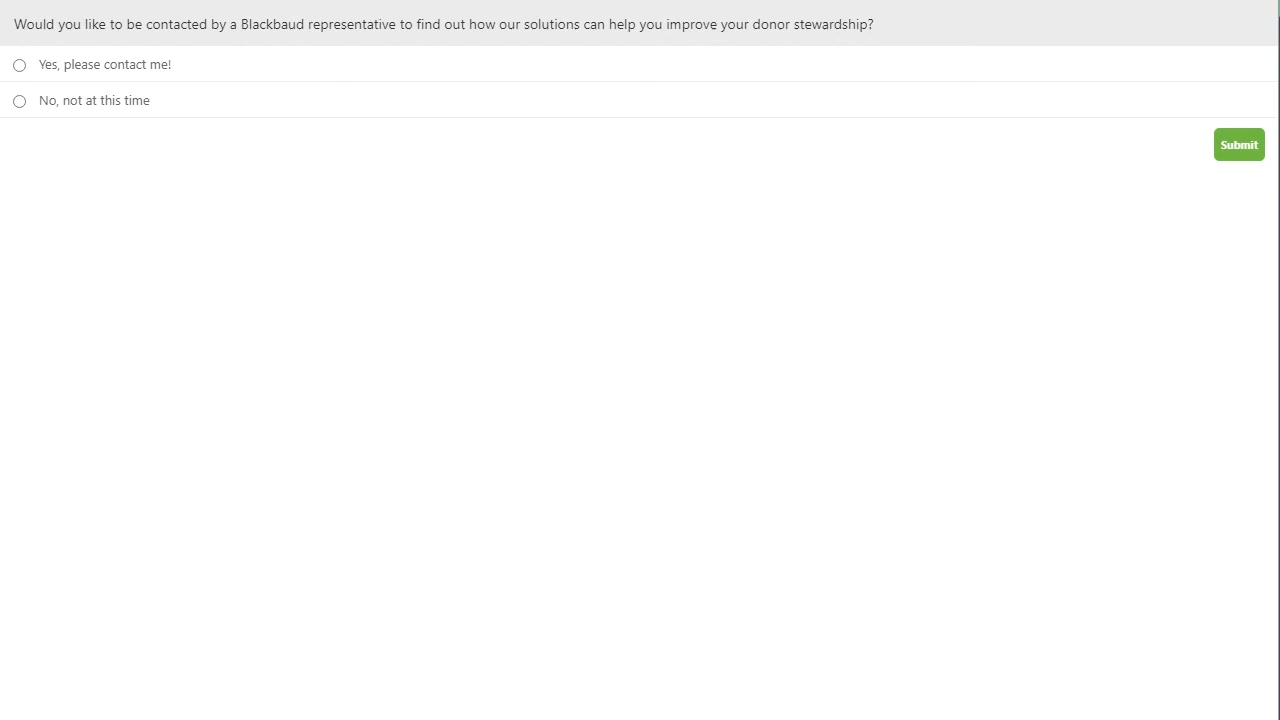 Would you like to be contacted by a Blackbaud representative to find out how our solutions can help you improve your donor stewardship?
Yes, please contact me!
No, not at this time
Submit